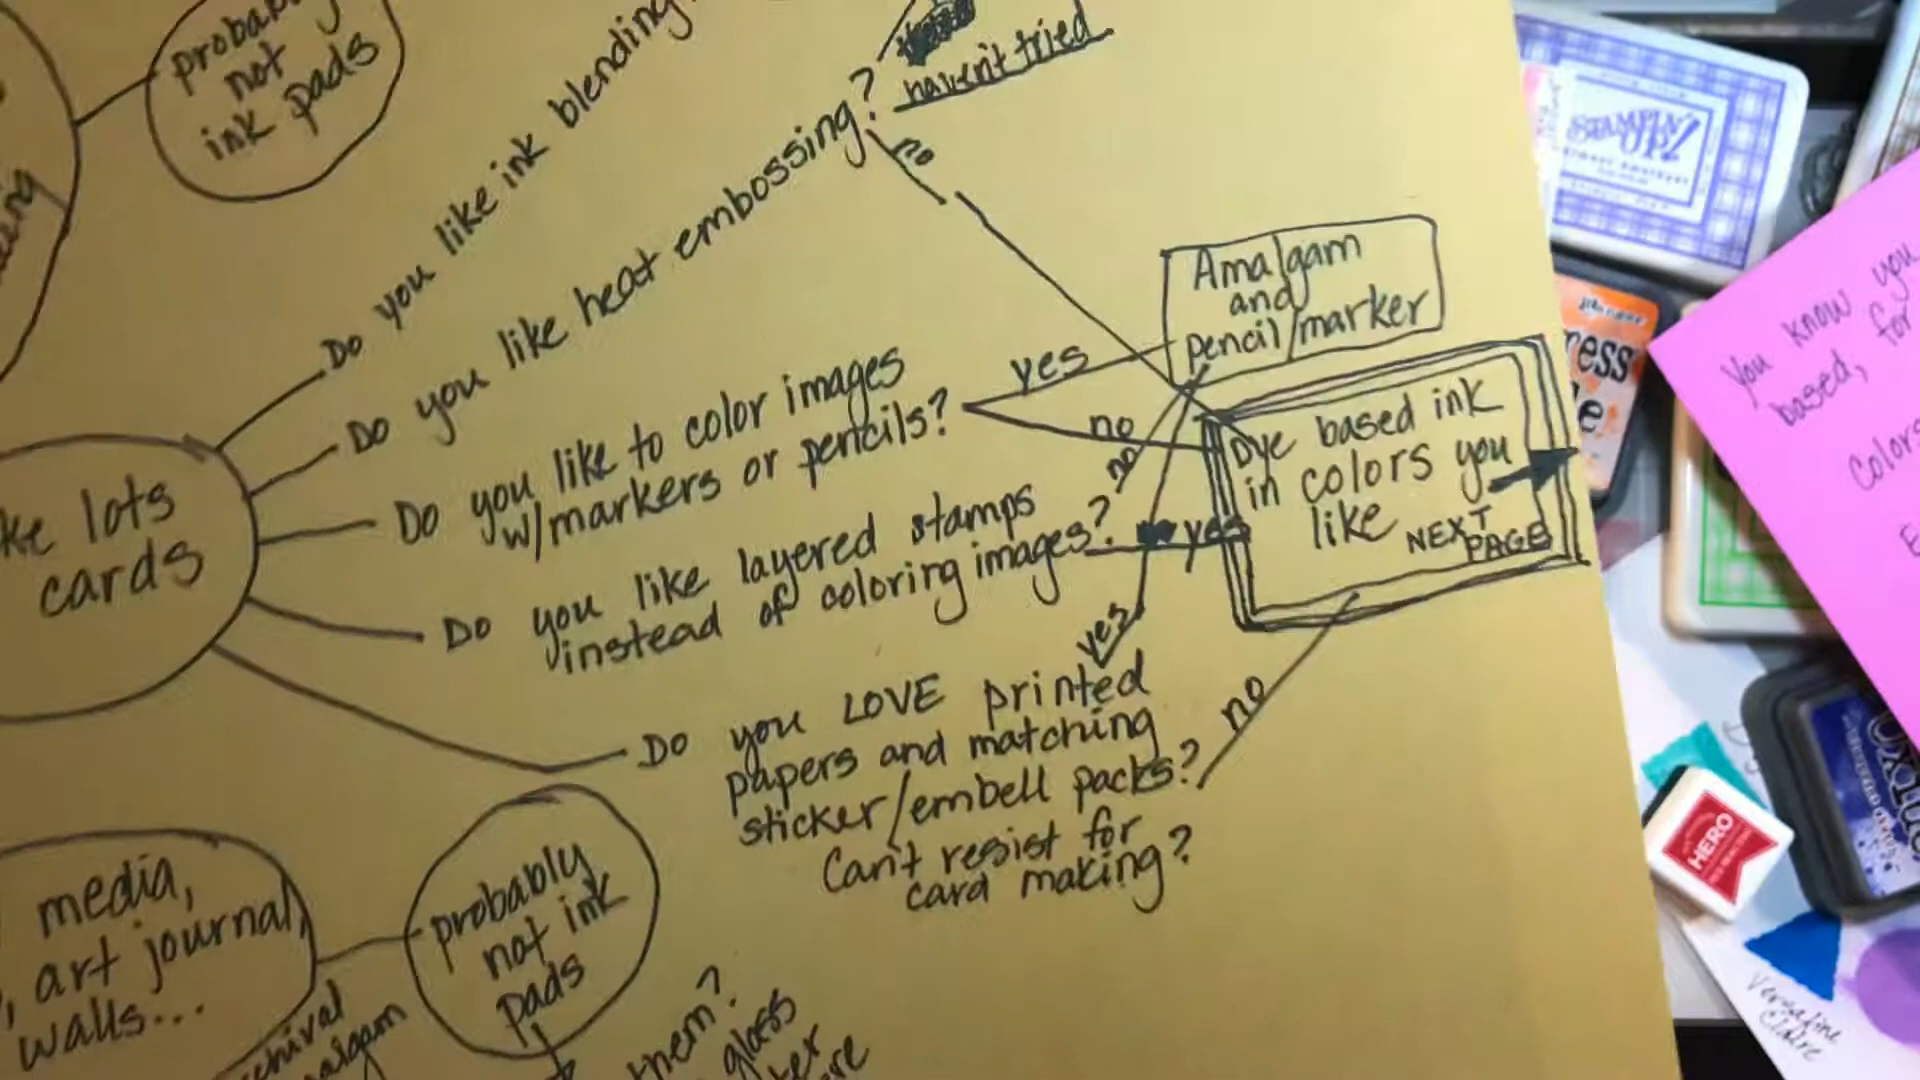 probably
not
ink pads
Do you like ink blending
haven't tried
Do you like heat embossing?
no
Amalgam
and
pencil/marker
yes
Do you like to color images
w/markers or pencils?
no
no
Dye based ink
in colors you
like
NEXT
PAGE
ke lots
cards
Do you like layered stamps
instead of coloring images?
yes
yes
Do you LOVE printed
papers and matching
sticker/embell packs?
no
Can't resist for
card making?
media,
art journal,
walls...
probably
not ink
pads
them?
glass
STAMPIN'
UP!
ress
You know you
based, for
colors
HERO
Versafine
Claire